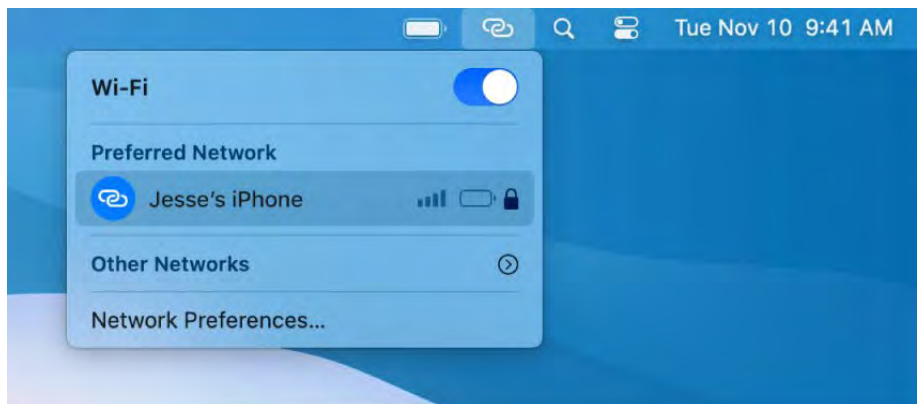 Tue Nov 10 9:41 AM
Wi-Fi
Preferred Network
Jesse’s iPhone
Other Networks
Network Preferences...